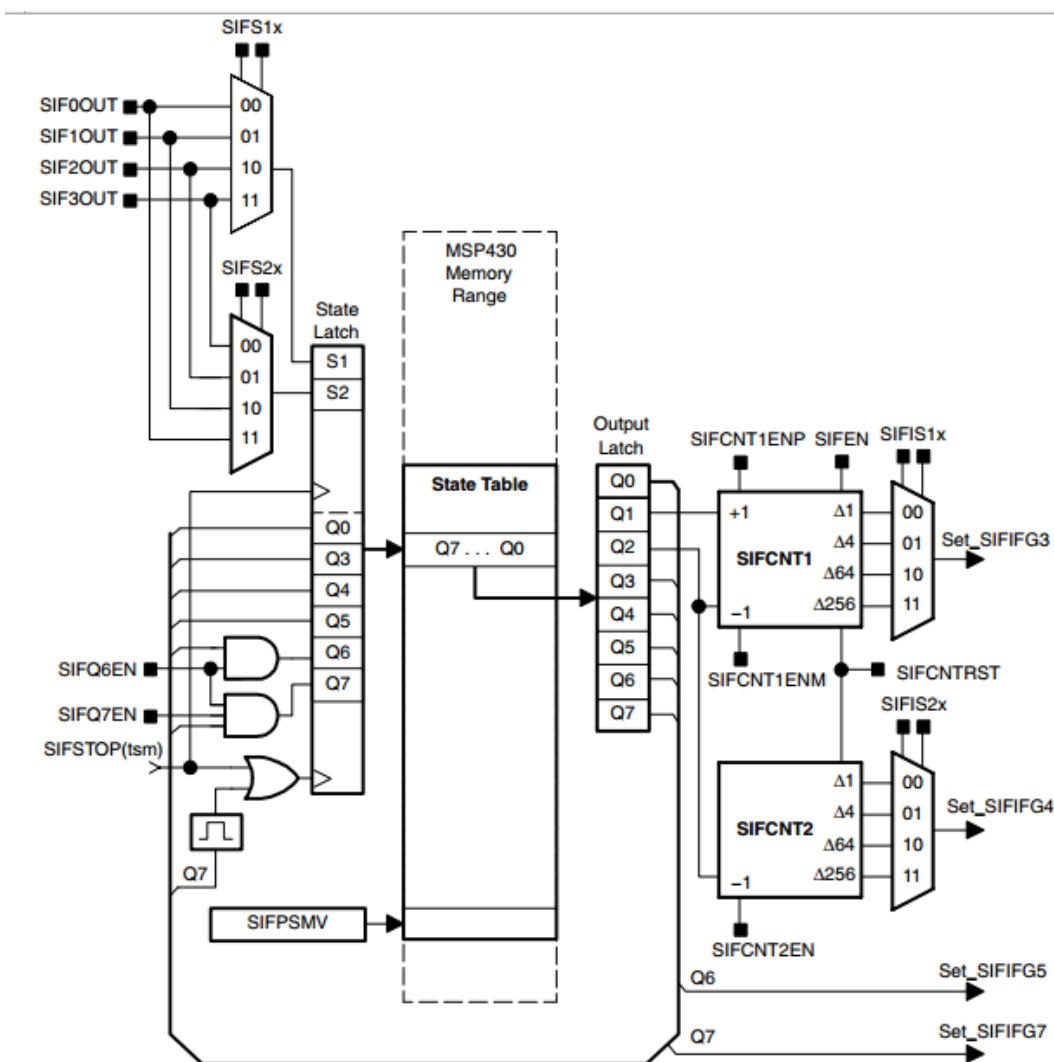 SIFS1x
SIF0OUT
00
SIF1OUT
01
SIF2OUT
10
SIF3OUT
11
SIFS2x
00
01
10
11
State
Latch
S1
S2
Q0
Q3
Q4
Q5
Q6
Q7
SIFQ6EN
SIFQ7EN
SIFSTOP(tsm)
Q7
SIFPSMV
MSP430
Memory
Range
State Table
Q7 . . . Q0
Output
Latch
Q0
Q1
Q2
Q3
Q4
Q5
Q6
Q7
SIFCNT1ENP
SIFEN
SIFIS1x
+1
SIFCNT1
−1
Δ1
Δ4
Δ64
Δ256
00
01
10
11
Set_SIFIFG3
SIFCNT1ENM
SIFCNTRST
SIFIS2x
SIFCNT2
−1
Δ1
Δ4
Δ64
Δ256
00
01
10
11
Set_SIFIFG4
SIFCNT2EN
Q6
Set_SIFIFG5
Q7
Set_SIFIFG7